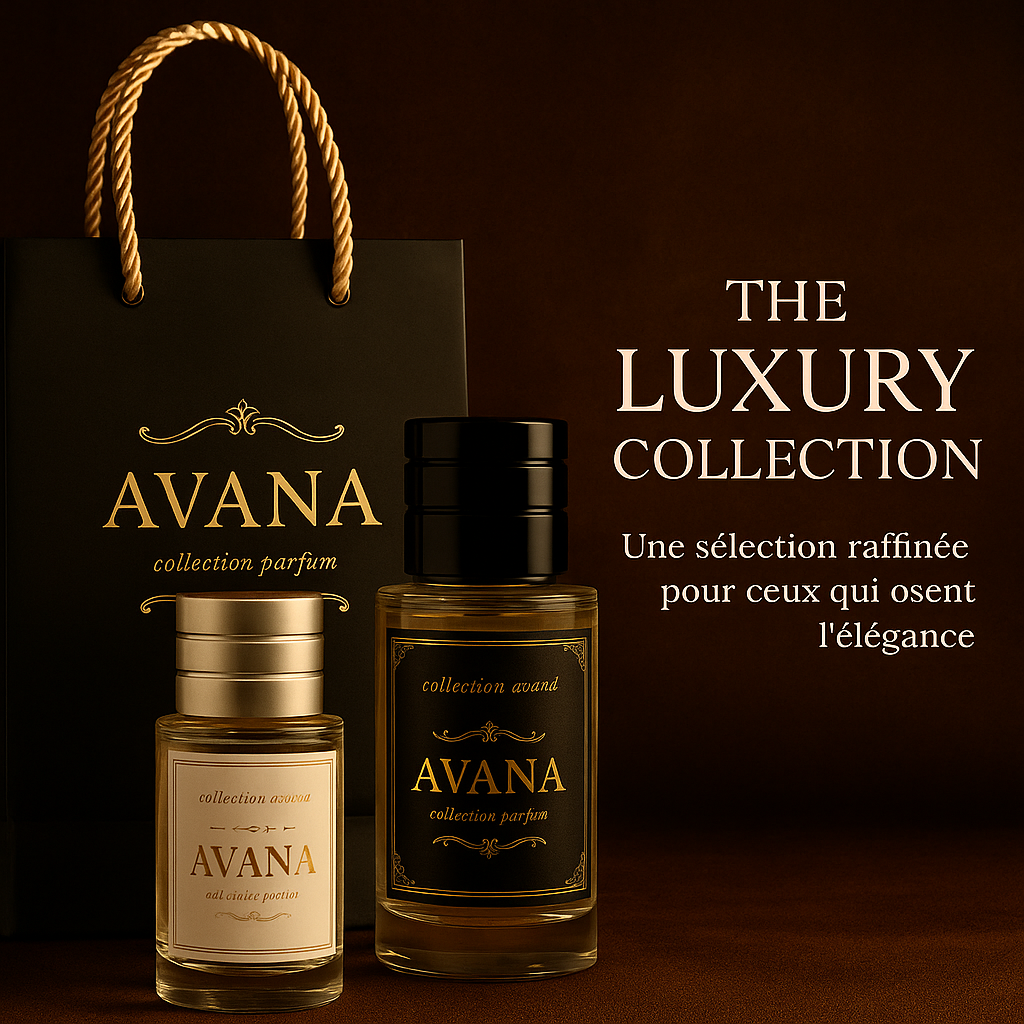 AVANA
collection parfum
THE
LUXURY
COLLECTION
Une sélection raffinée
pour ceux qui osent
l'élégance
collection avand
AVANA
collection parfum
collection
AVANA